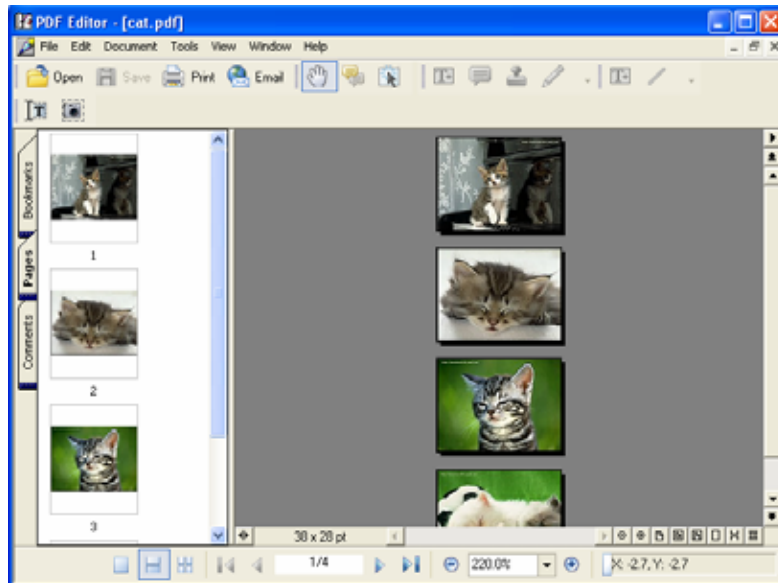 PDF Editor - [cat.pdf]
File Edit Document Tools View Window Help
Open Save Print Email
Bookmarks
Pages
Comments
1
2
3
38 x 28 pt
1/4
220.0%
X: -2.7, Y: -2.7